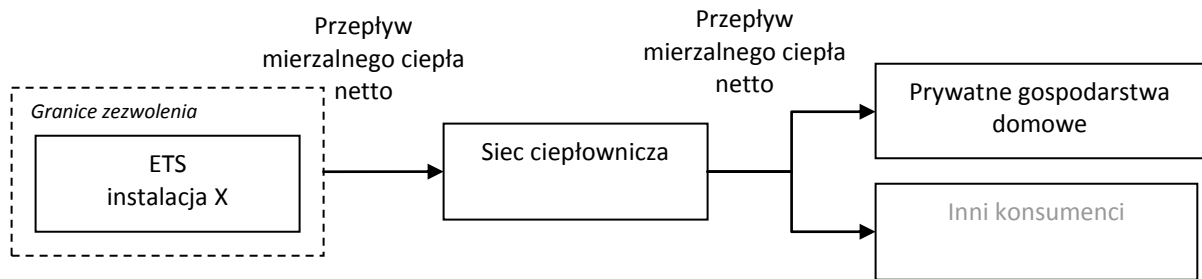 Przepływ
mierzalnego ciepła
netto
Przepływ
mierzalnego ciepła
netto
Granice zezwolenia
ETS
instalacja X
Siec ciepłownicza
Prywatne gospodarstwa
domowe
Inni konsumenci